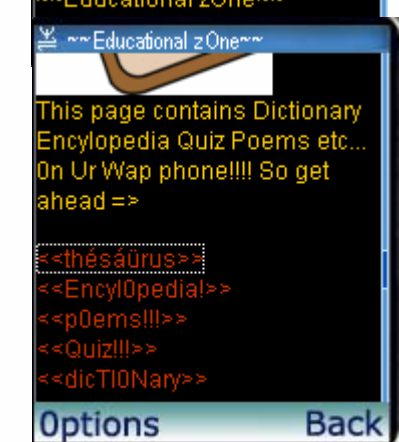 ~~Educational zOne~~
~~Educational zOne~~
This page contains Dictionary
Encylopedia Quiz Poems etc...
0n Ur Wap phone!!!! So get
ahead =>
<<thésáürus>>
<<Encyl0pedia!>>
<<p0ems!!!>>
<<Quiz!!!>>
<<dicTI0Nary>>
Options
Back